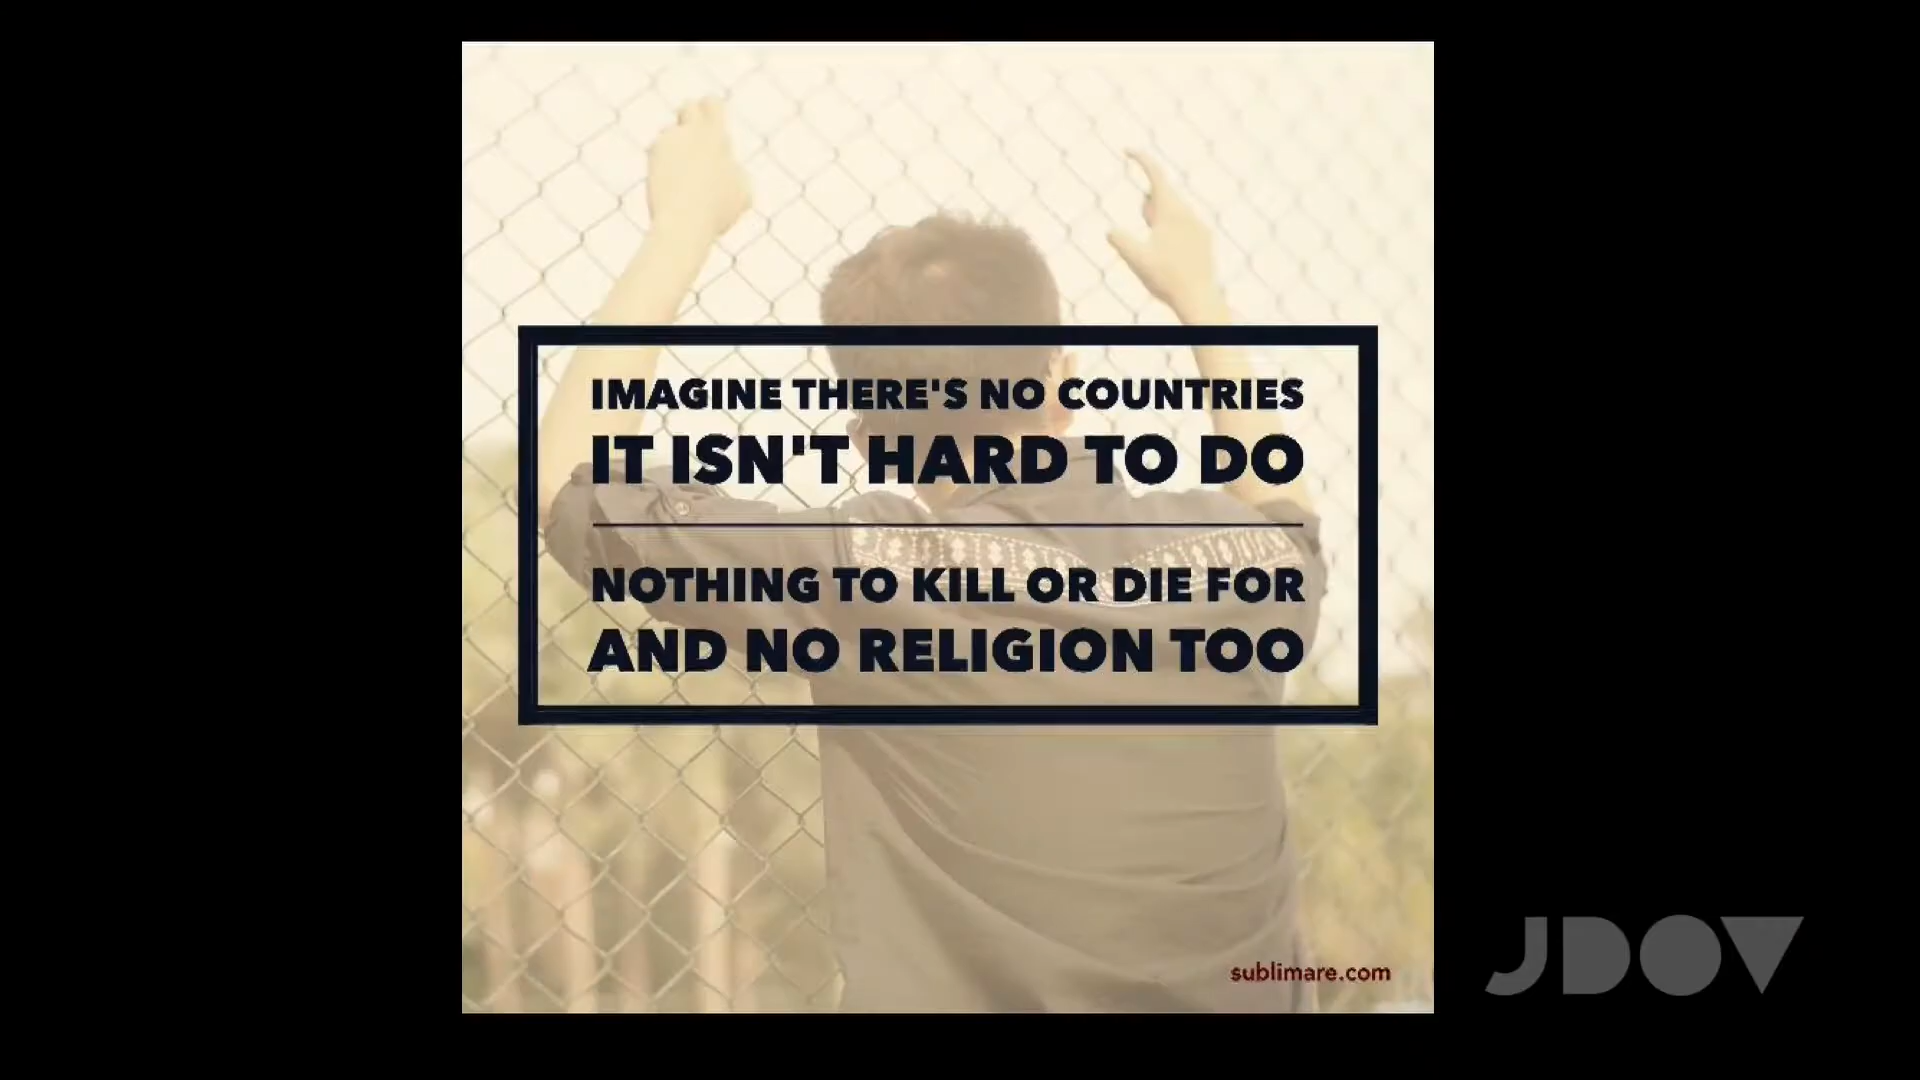 IMAGINE THERE'S NO COUNTRIES
IT ISN'T HARD TO DO
NOTHING TO KILL OR DIE FOR
AND NO RELIGION TOO
sublimare.com
JDOV